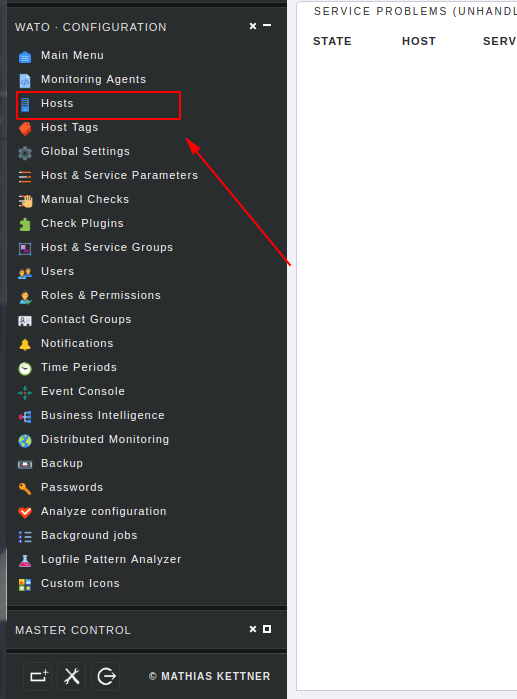 WATO · CONFIGURATION
Main Menu
Monitoring Agents
Hosts
Host Tags
Global Settings
Host & Service Parameters
Manual Checks
Check Plugins
Host & Service Groups
Users
Roles & Permissions
Contact Groups
Notifications
Time Periods
Event Console
Business Intelligence
Distributed Monitoring
Backup
Passwords
Analyze configuration
Background jobs
Logfile Pattern Analyzer
Custom Icons
MASTER CONTROL
© MATHIAS KETTNER
SERVICE PROBLEMS (UNHANDL
STATE HOST SERV